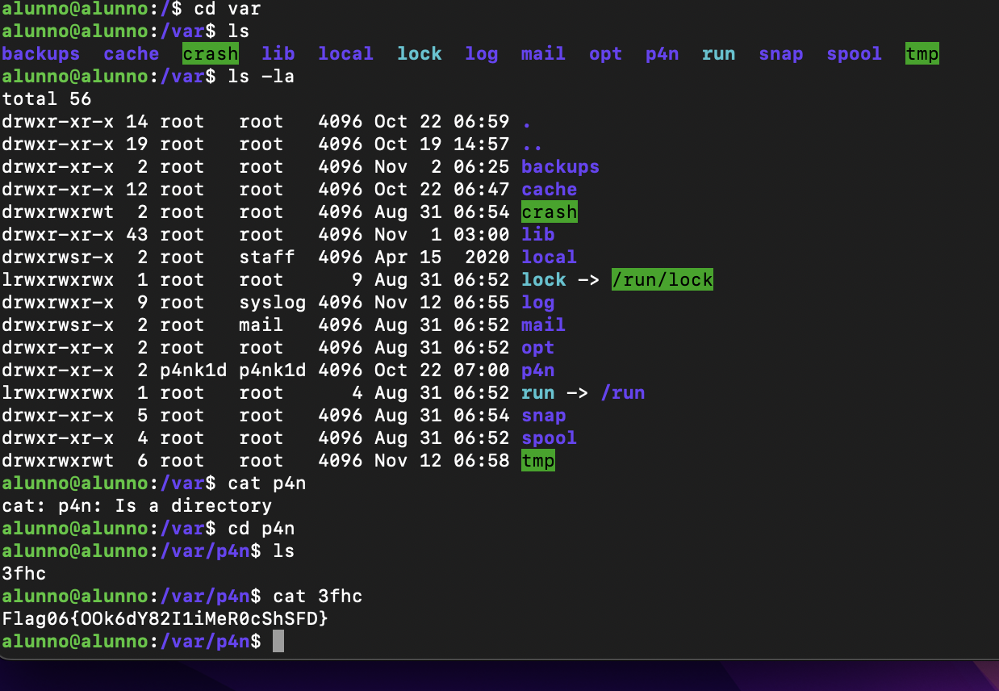 alunno@alunno:/$ cd var
alunno@alunno:/var$ ls
backups cache crash lib local lock log mail opt p4n run snap spool tmp
alunno@alunno:/var$ ls -la
total 56
drwxr-xr-x 14 root root 4096 Oct 22 06:59 .
drwxr-xr-x 19 root root 4096 Oct 19 14:57 ..
drwxr-xr-x 2 root root 4096 Nov 2 06:25 backups
drwxr-xr-x 12 root root 4096 Oct 22 06:47 cache
drwxrwxrwt 2 root root 4096 Aug 31 06:54 crash
drwxr-xr-x 43 root root 4096 Nov 1 03:00 lib
drwxrwsr-x 2 root staff 4096 Apr 15 2020 local
lrwxrwxrwx 1 root root 9 Aug 31 06:52 lock -> /run/lock
drwxrwxr-x 9 root syslog 4096 Nov 12 06:55 log
drwxrwsr-x 2 root mail 4096 Aug 31 06:52 mail
drwxr-xr-x 2 root root 4096 Aug 31 06:52 opt
drwxr-xr-x 2 p4nk1d p4nk1d 4096 Oct 22 07:00 p4n
lrwxrwxrwx 1 root root 4 Aug 31 06:52 run -> /run
drwxr-xr-x 5 root root 4096 Aug 31 06:54 snap
drwxr-xr-x 4 root root 4096 Aug 31 06:52 spool
drwxrwxrwt 6 root root 4096 Nov 12 06:58 tmp
alunno@alunno:/var$ cat p4n
cat: p4n: Is a directory
alunno@alunno:/var$ cd p4n
alunno@alunno:/var/p4n$ ls
3fhc
alunno@alunno:/var/p4n$ cat 3fhc
Flag06{OOk6dY82I1iMeR0cShSFD}
alunno@alunno:/var/p4n$